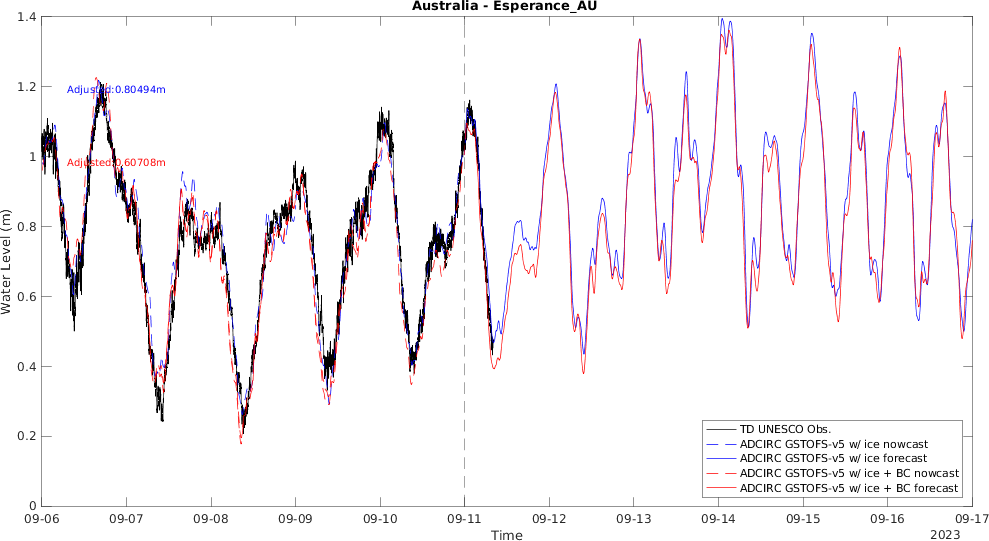 Australia - Esperance_AU
1.4
1.2
1
0.8
0.6
0.4
0.2
0
Water Level (m)
Adjusted:0.80494m
Adjusted:0.60708m
TD UNESCO Obs.
ADCIRC GSTOFS-v5 w/ ice nowcast
ADCIRC GSTOFS-v5 w/ ice forecast
ADCIRC GSTOFS-v5 w/ ice + BC nowcast
ADCIRC GSTOFS-v5 w/ ice + BC forecast
09-06 09-07 09-08 09-09 09-10 09-11 09-12 09-13 09-14 09-15 09-16 09-17
Time
2023